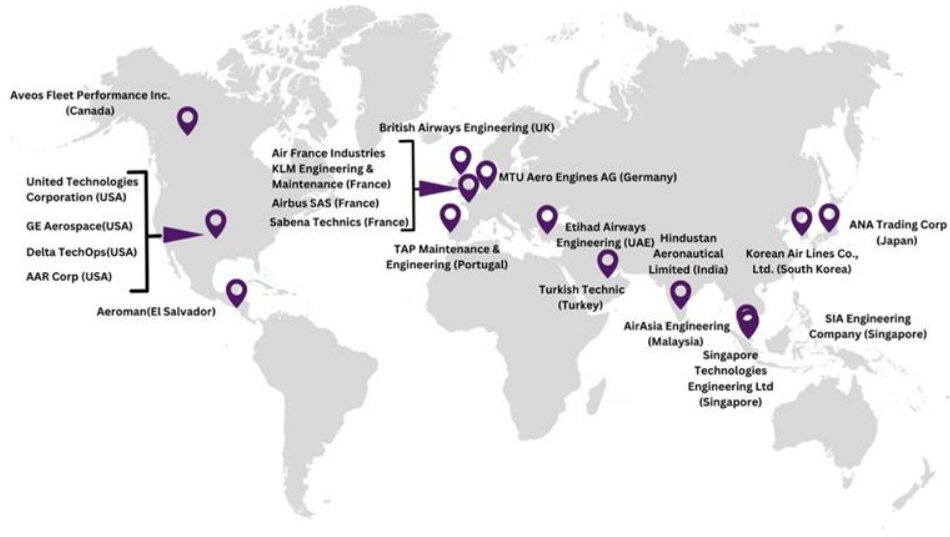 Aveos Fleet Performance Inc.
(Canada)
United Technologies
Corporation (USA)
GE Aerospace(USA)
Delta TechOps(USA)
AAR Corp (USA)
Aeroman(El Salvador)
British Airways Engineering (UK)
Air France Industries
KLM Engineering &
Maintenance (France)
Airbus SAS (France)
Sabena Technics (France)
MTU Aero Engines AG (Germany)
TAP Maintenance &
Engineering (Portugal)
Etihad Airways
Engineering (UAE)
Turkish Technic
(Turkey)
Hindustan
Aeronautical
Limited (India)
AirAsia Engineering
(Malaysia)
Singapore
Technologies
Engineering Ltd
(Singapore)
Korean Air Lines Co.,
Ltd. (South Korea)
ANA Trading Corp
(Japan)
SIA Engineering
Company (Singapore)